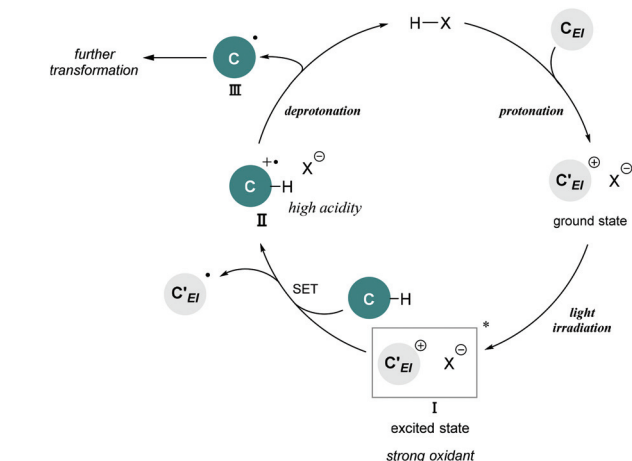 H—X
C_EI
C •
further
transformation
III
deprotonation
protonation
C +• —H X ⊖
high acidity
II
C'_EI ⊕ X ⊖
ground state
C'_EI •
SET
C —H
light
irradiation
C'_EI ⊕ X ⊖ *
I
excited state
strong oxidant